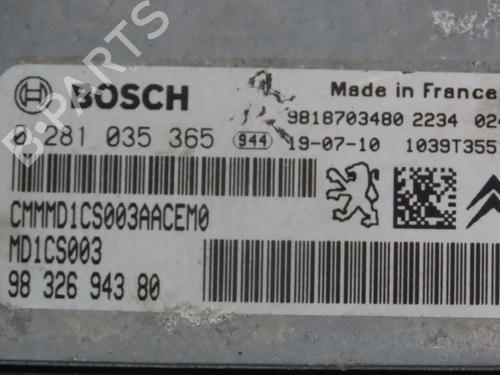 BOSCH
Made in France
0 281 035 365 944
9818703480 2234
19-07-10 1039T355
CMMMD1CS003AACEM0
MD1CS003
98 326 943 80
B-PARTS